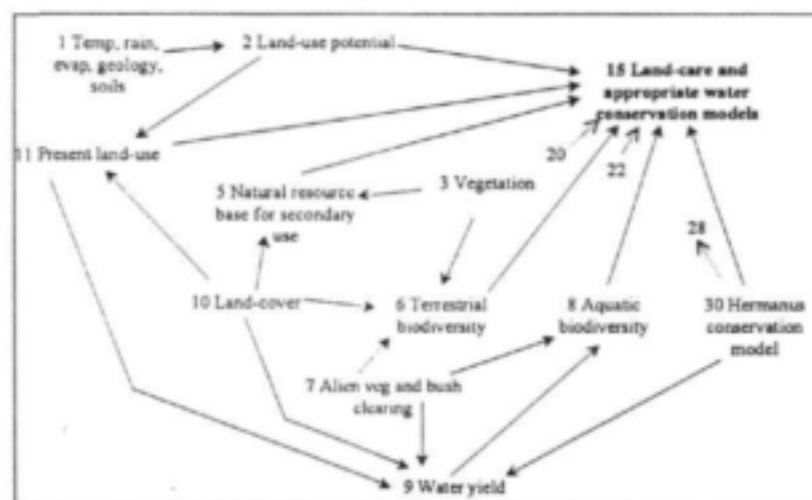 1 Temp, rain,
evap, geology,
soils
2 Land-use potential
15 Land-care and
appropriate water
conservation models
11 Present land-use
20
22
5 Natural resource
base for secondary
use
3 Vegetation
28
10 Land-cover
6 Terrestrial
biodiversity
8 Aquatic
biodiversity
30 Hermanus
conservation
model
7 Alien veg and bush
clearing
9 Water yield